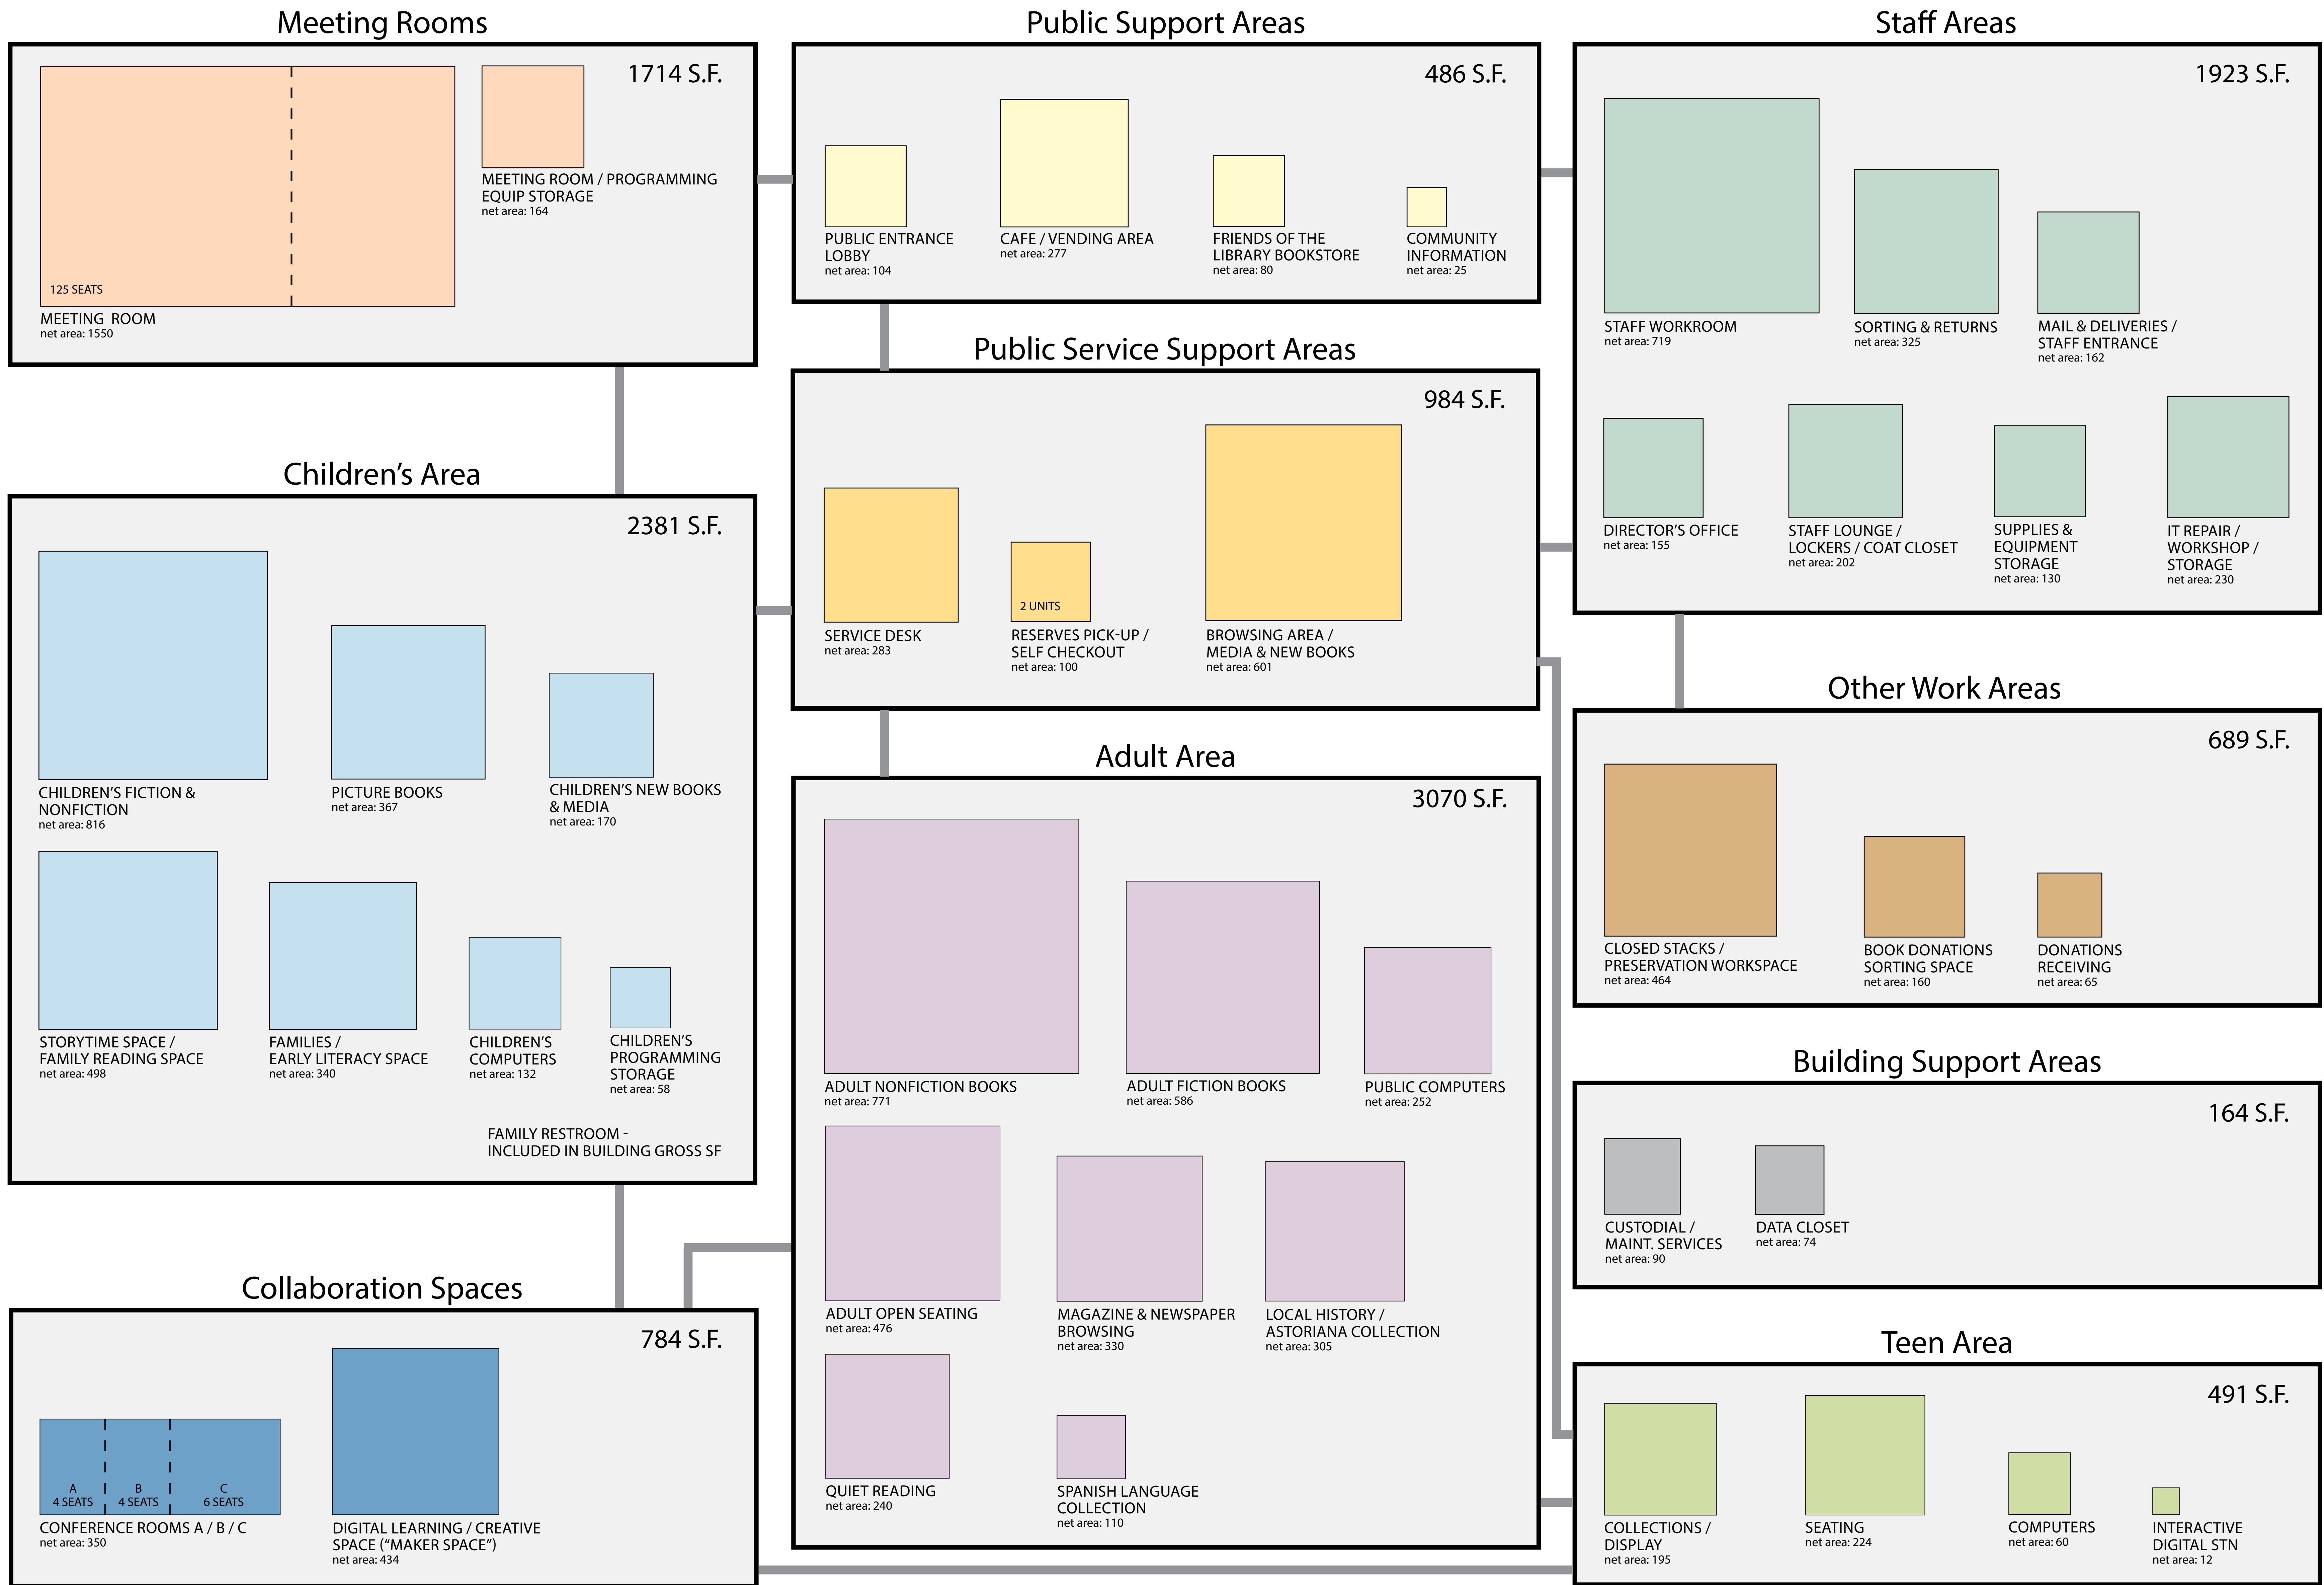 Meeting Rooms
1714 S.F.
125 SEATS
MEETING ROOM
net area: 1550
MEETING ROOM / PROGRAMMING
EQUIP STORAGE
net area: 164
Public Support Areas
486 S.F.
PUBLIC ENTRANCE
LOBBY
net area: 104
CAFE / VENDING AREA
net area: 277
FRIENDS OF THE
LIBRARY BOOKSTORE
net area: 80
COMMUNITY
INFORMATION
net area: 25
Staff Areas
1923 S.F.
STAFF WORKROOM
net area: 719
SORTING & RETURNS
net area: 325
MAIL & DELIVERIES /
STAFF ENTRANCE
net area: 162
DIRECTOR'S OFFICE
net area: 155
STAFF LOUNGE /
LOCKERS / COAT CLOSET
net area: 202
SUPPLIES &
EQUIPMENT
STORAGE
net area: 130
IT REPAIR /
WORKSHOP /
STORAGE
net area: 230
Public Service Support Areas
984 S.F.
SERVICE DESK
net area: 283
2 UNITS
RESERVES PICK-UP /
SELF CHECKOUT
net area: 100
BROWSING AREA /
MEDIA & NEW BOOKS
net area: 601
Children's Area
2381 S.F.
CHILDREN'S FICTION &
NONFICTION
net area: 816
PICTURE BOOKS
net area: 367
CHILDREN'S NEW BOOKS
& MEDIA
net area: 170
STORYTIME SPACE /
FAMILY READING SPACE
net area: 498
FAMILIES /
EARLY LITERACY SPACE
net area: 340
CHILDREN'S
COMPUTERS
net area: 132
CHILDREN'S
PROGRAMMING
STORAGE
net area: 58
FAMILY RESTROOM -
INCLUDED IN BUILDING GROSS SF
Other Work Areas
689 S.F.
CLOSED STACKS /
PRESERVATION WORKSPACE
net area: 464
BOOK DONATIONS
SORTING SPACE
net area: 160
DONATIONS
RECEIVING
net area: 65
Adult Area
3070 S.F.
ADULT NONFICTION BOOKS
net area: 771
ADULT FICTION BOOKS
net area: 586
PUBLIC COMPUTERS
net area: 252
ADULT OPEN SEATING
net area: 476
MAGAZINE & NEWSPAPER
BROWSING
net area: 330
LOCAL HISTORY /
ASTORIANA COLLECTION
net area: 305
QUIET READING
net area: 240
SPANISH LANGUAGE
COLLECTION
net area: 110
Building Support Areas
164 S.F.
CUSTODIAL /
MAINT. SERVICES
net area: 90
DATA CLOSET
net area: 74
Collaboration Spaces
784 S.F.
A
4 SEATS
B
4 SEATS
C
6 SEATS
CONFERENCE ROOMS A / B / C
net area: 350
DIGITAL LEARNING / CREATIVE
SPACE (“MAKER SPACE”)
net area: 434
Teen Area
491 S.F.
COLLECTIONS /
DISPLAY
net area: 195
SEATING
net area: 224
COMPUTERS
net area: 60
INTERACTIVE
DIGITAL STN
net area: 12